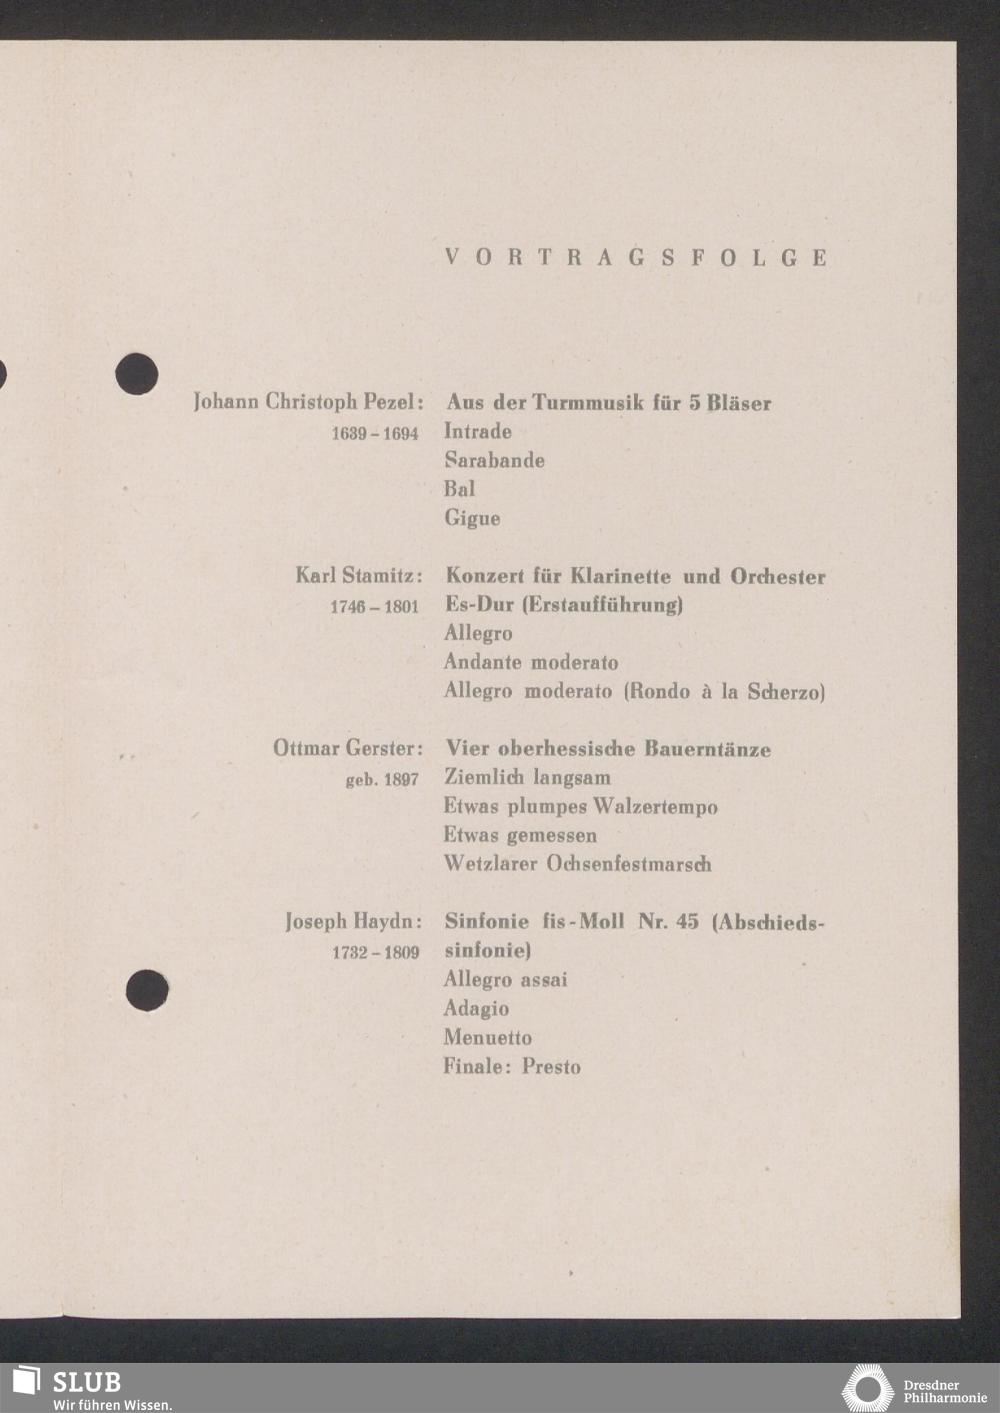 VORTRAGSFOLGE
Johann Christoph Pezel: Aus der Turmmusik für 5 Bläser
1639 – 1694 Intrade
Sarabande
Bal
Gigue
Karl Stamitz: Konzert für Klarinette und Orchester
1746 – 1801 Es-Dur (Erstaufführung)
Allegro
Andante moderato
Allegro moderato (Rondo à la Scherzo)
Ottmar Gerster: Vier oberhessische Bauerntänze
geb. 1897 Ziemlich langsam
Etwas plumpes Walzertempo
Etwas gemessen
Wetzlarer Ochsenfestmarsch
Joseph Haydn: Sinfonie fis-Moll Nr. 45 (Abschieds-
1732 – 1809 sinfonie)
Allegro assai
Adagio
Menuetto
Finale: Presto
SLUB
Wir führen Wissen.
Dresdner
Philharmonie